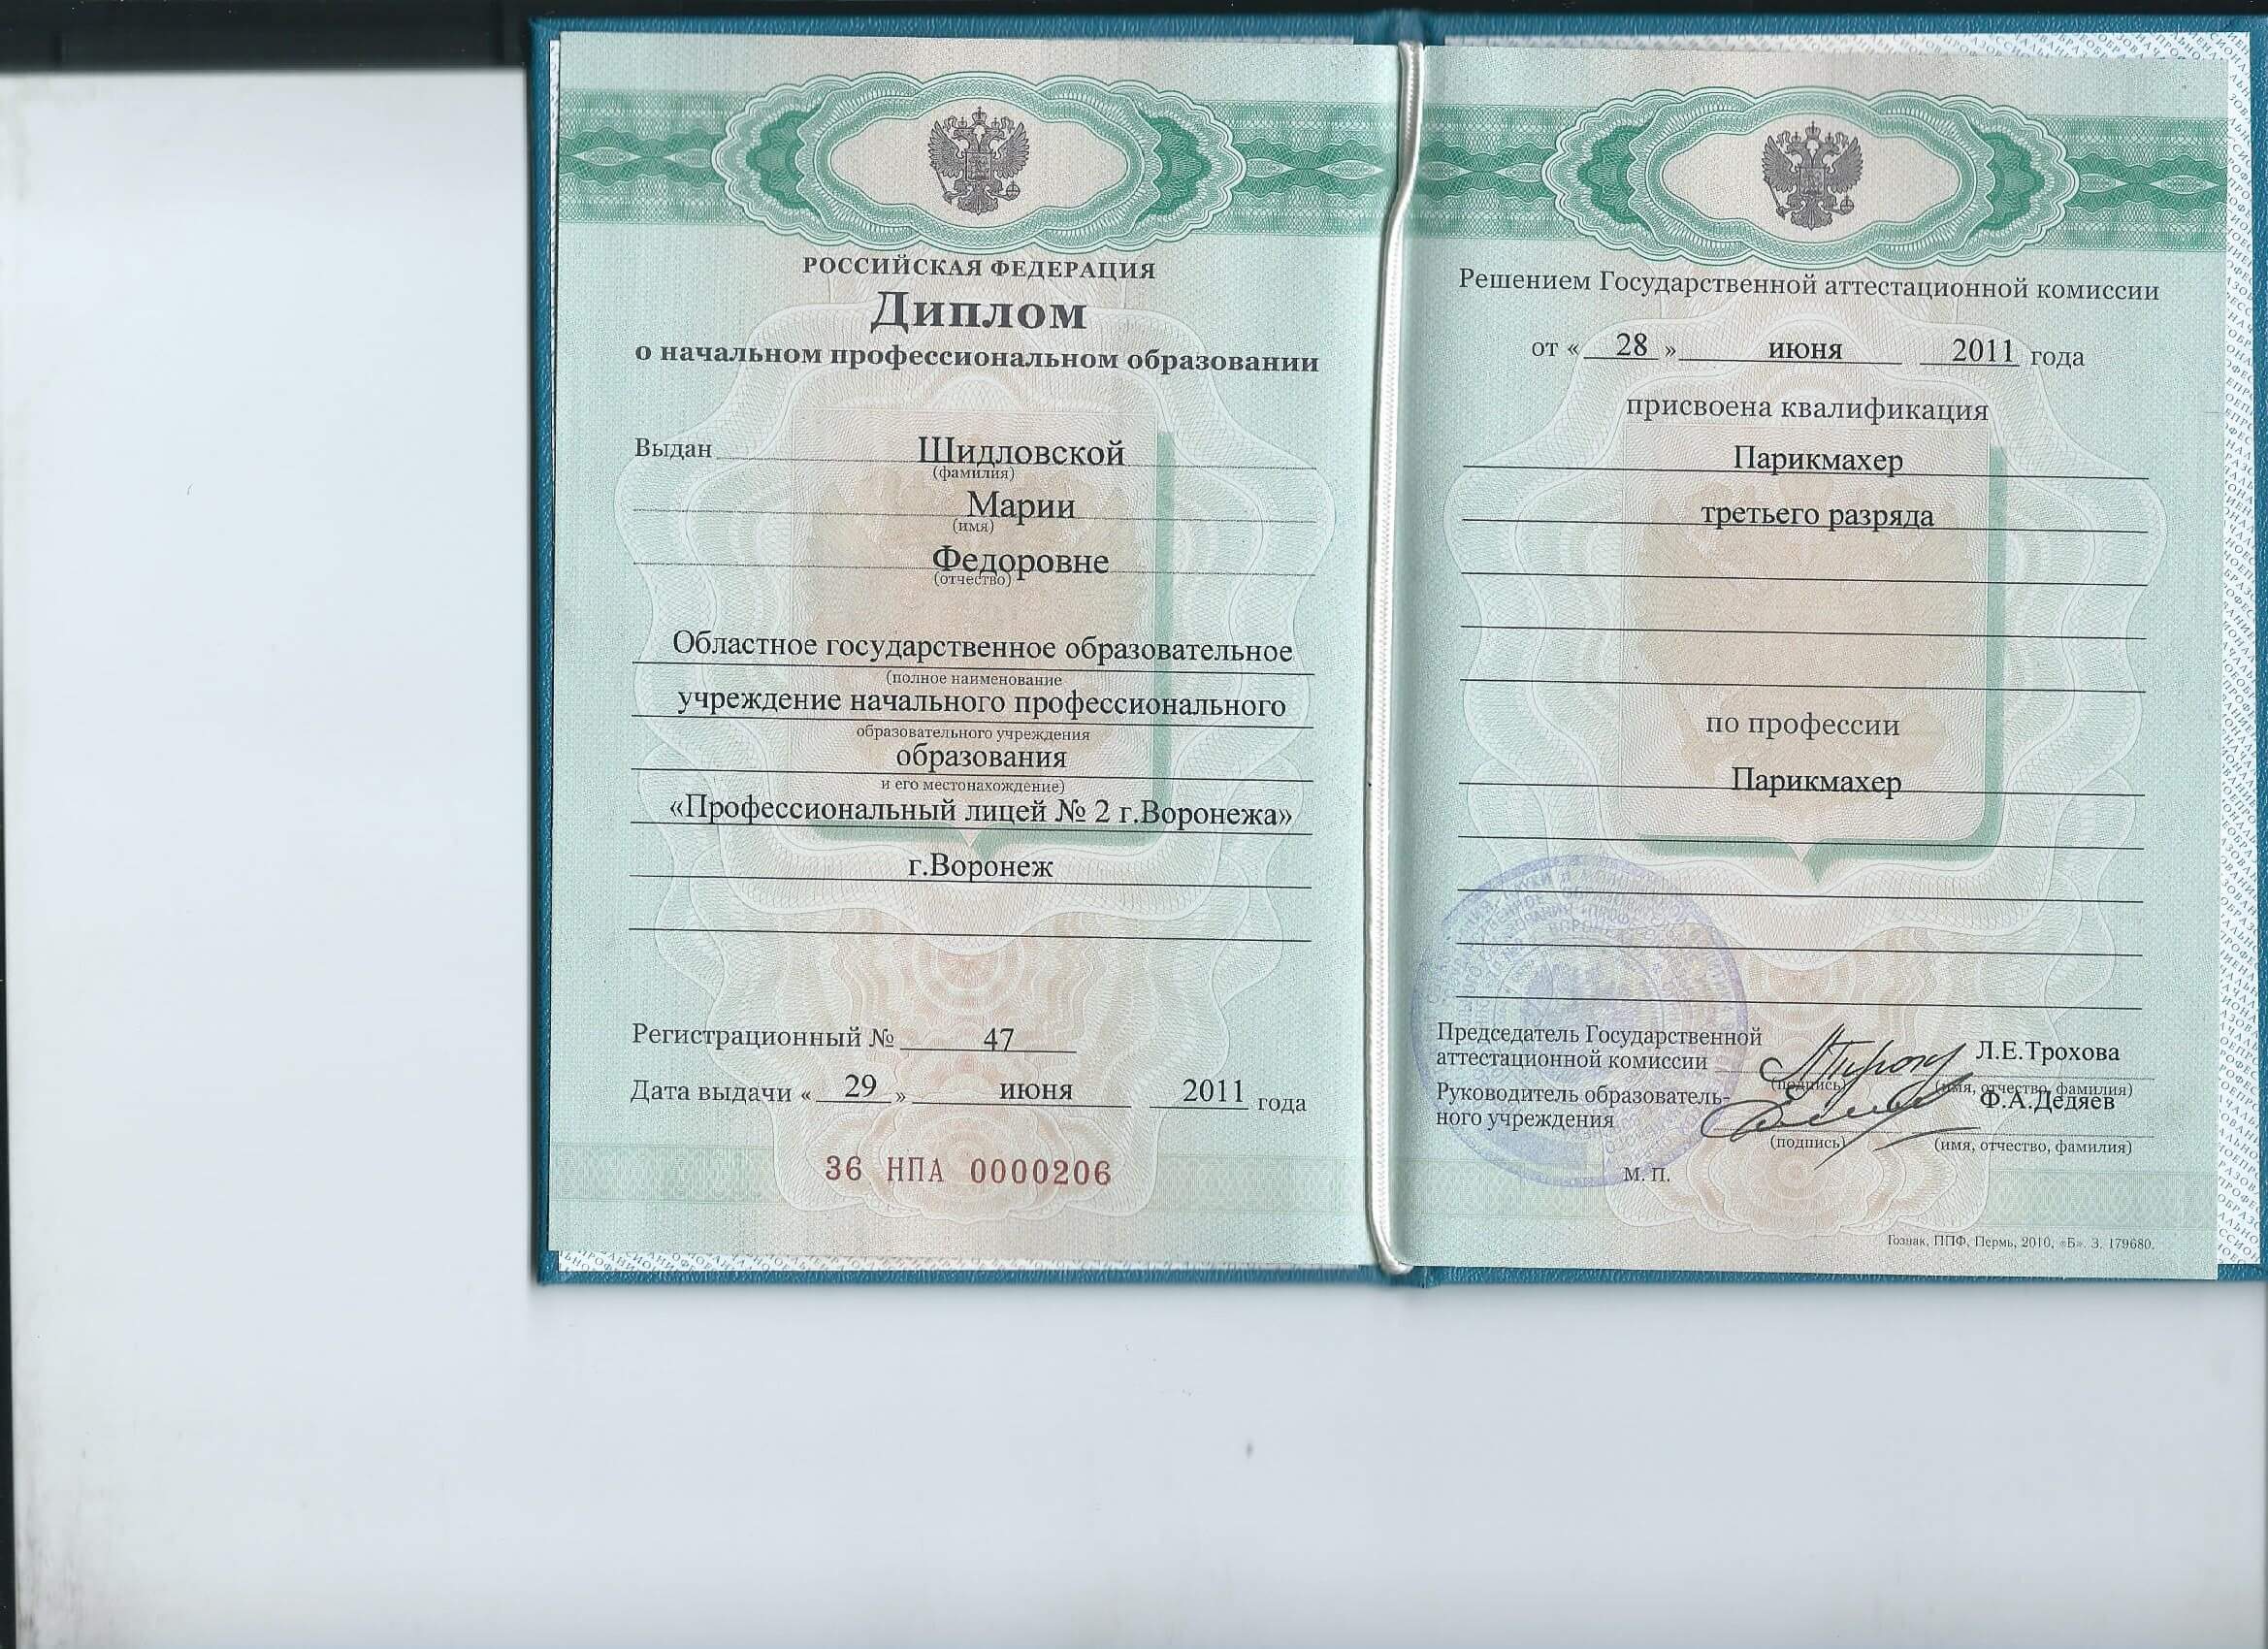 РОССИЙСКАЯ ФЕДЕРАЦИЯ
Диплом
о начальном профессиональном образовании
Выдан Шидловской
(фамилия)
Марии
(имя)
Федоровне
(отчество)
Областное государственное образовательное
(полное наименование
учреждение начального профессионального
образовательного учреждения
образования
и его местонахождение)
«Профессиональный лицей № 2 г.Воронежа»
г.Воронеж
Регистрационный № 47
Дата выдачи « 29 » июня 2011 года
36 НПА 0000206
Решением Государственной аттестационной комиссии
от « 28 » июня 2011 года
присвоена квалификация
Парикмахер
третьего разряда
по профессии
Парикмахер
Председатель Государственной
аттестационной комиссии Л.Е.Трохова
(подпись) (имя, отчество, фамилия)
Руководитель образователь-
ного учреждения Ф.А.Дедяев
(подпись) (имя, отчество, фамилия)
М. П.
Гознак, ППФ, Пермь, 2010, «Б». З. 179680.